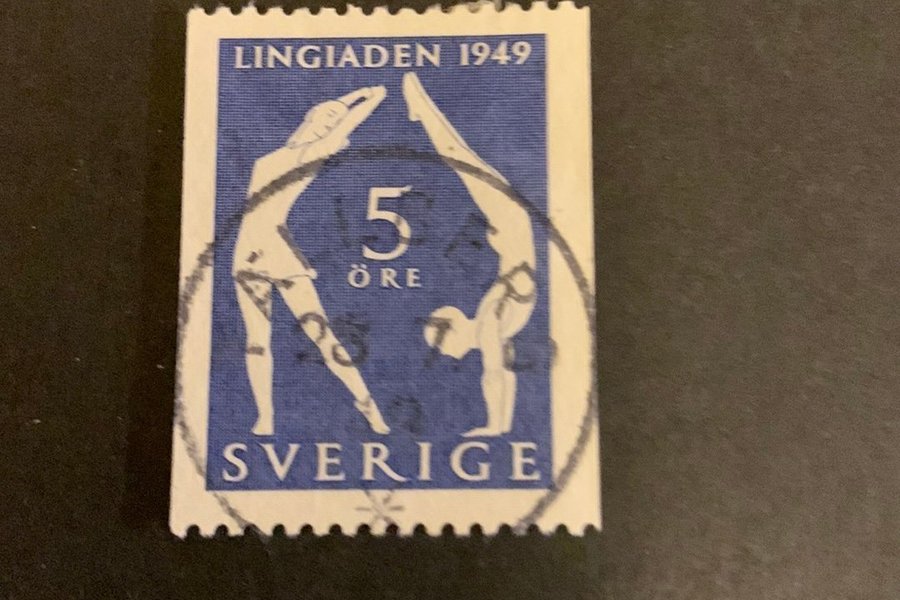 LINGIADEN 1949
5
ÖRE
SVERIGE